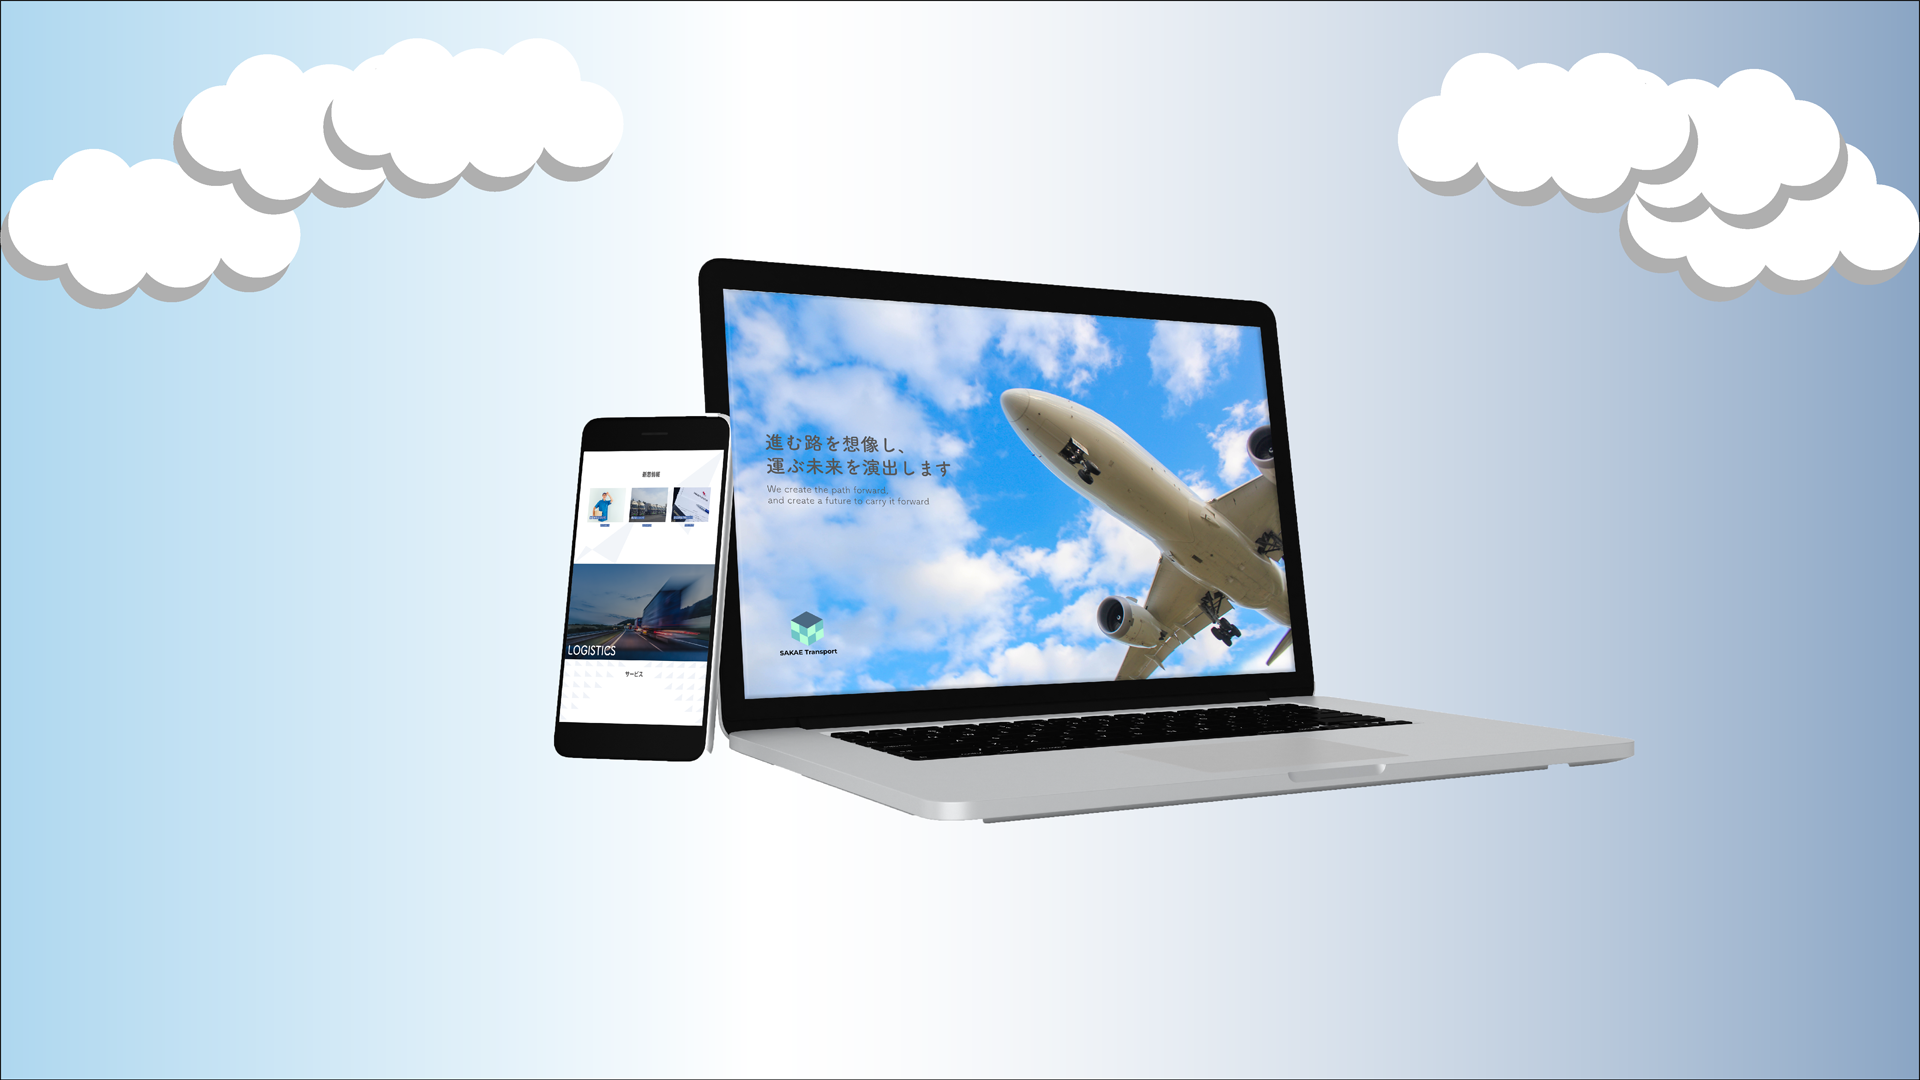 進む路を想像し、
運ぶ未来を演出します
We create the path forward,
and create a future to carry it forward
SAKAE Transport
LOGISTICS
サービス